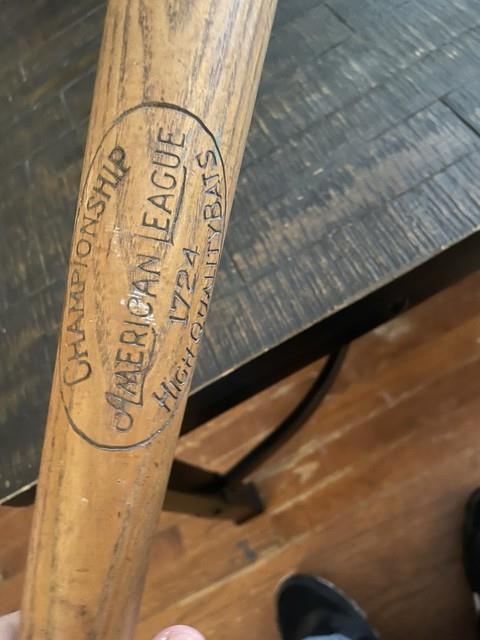 CHAMPIONSHIP
AMERICAN LEAGUE
1724
HIGH QUALITY BATS